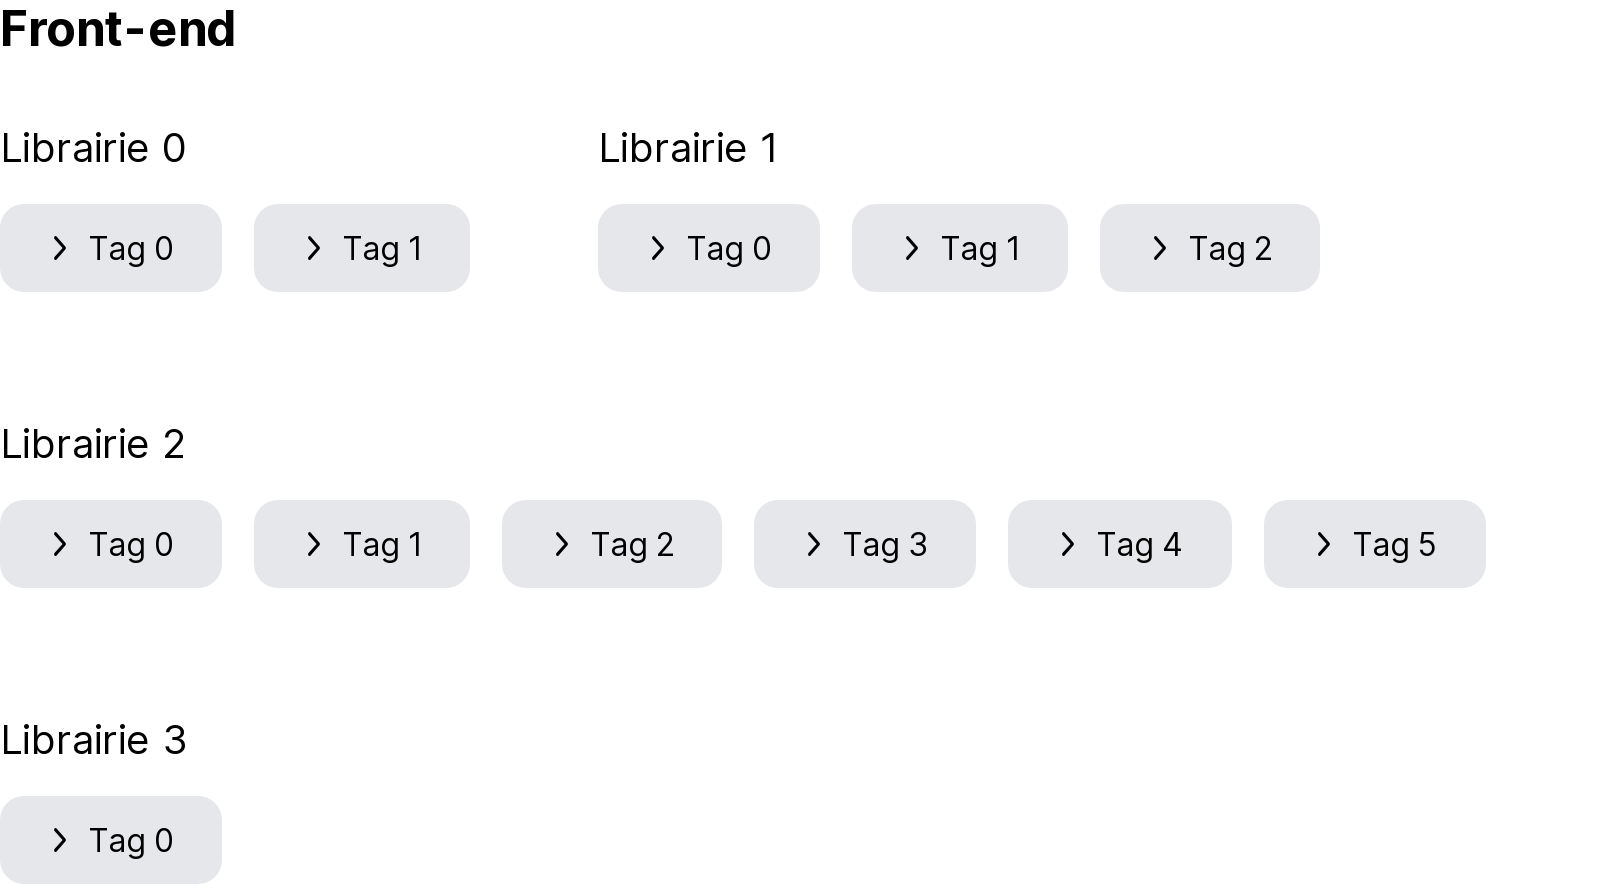 Front-end
Librairie 0
Librairie 1
Tag 0
Tag 1
Tag 0
Tag 1
Tag 2
Librairie 2
Tag 0
Tag 1
Tag 2
Tag 3
Tag 4
Tag 5
Librairie 3
Tag 0